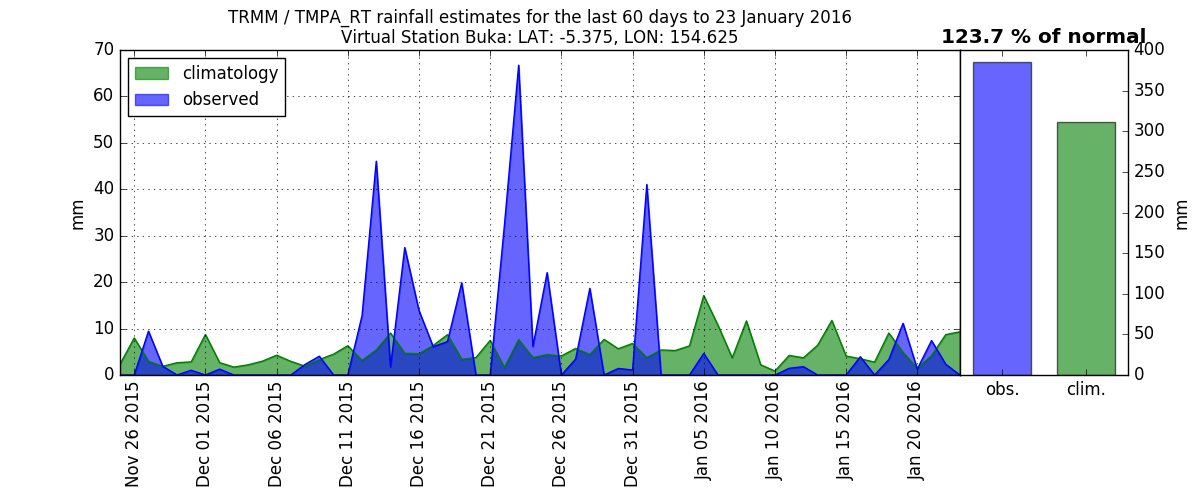 TRMM / TMPA_RT rainfall estimates for the last 60 days to 23 January 2016
Virtual Station Buka: LAT: -5.375, LON: 154.625
123.7 % of normal
climatology
observed
70
60
50
40
30
20
10
0
mm
Nov 26 2015
Dec 01 2015
Dec 06 2015
Dec 11 2015
Dec 16 2015
Dec 21 2015
Dec 26 2015
Dec 31 2015
Jan 05 2016
Jan 10 2016
Jan 15 2016
Jan 20 2016
400
350
300
250
200
150
100
50
0
mm
obs.
clim.